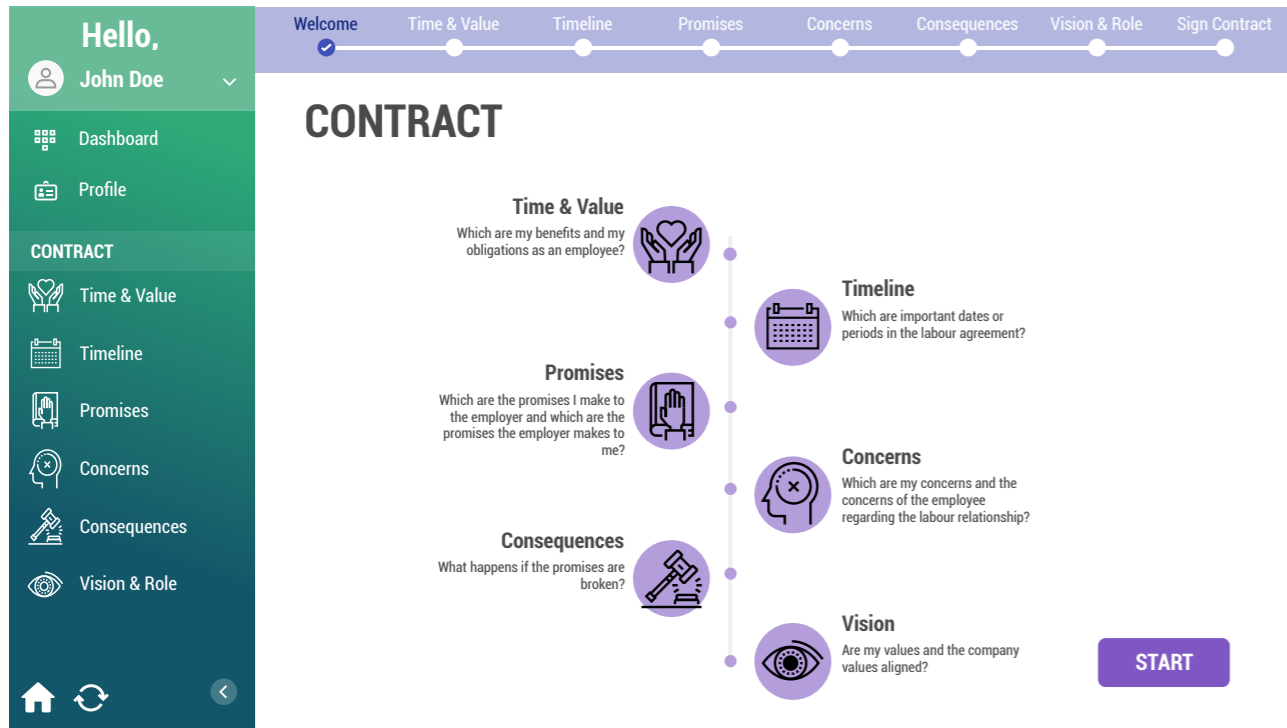 Hello,
John Doe
Dashboard
Profile
CONTRACT
Time & Value
Timeline
Promises
Concerns
Consequences
Vision & Role
Welcome
Time & Value
Timeline
Promises
Concerns
Consequences
Vision & Role
Sign Contract
CONTRACT
Time & Value
Which are my benefits and my
obligations as an employee?
Timeline
Which are important dates or
periods in the labour agreement?
Promises
Which are the promises I make to
the employer and which are the
promises the employer makes to
me?
Concerns
Which are my concerns and the
concerns of the employee
regarding the labour relationship?
Consequences
What happens if the promises are
broken?
Vision
Are my values and the company
values aligned?
START